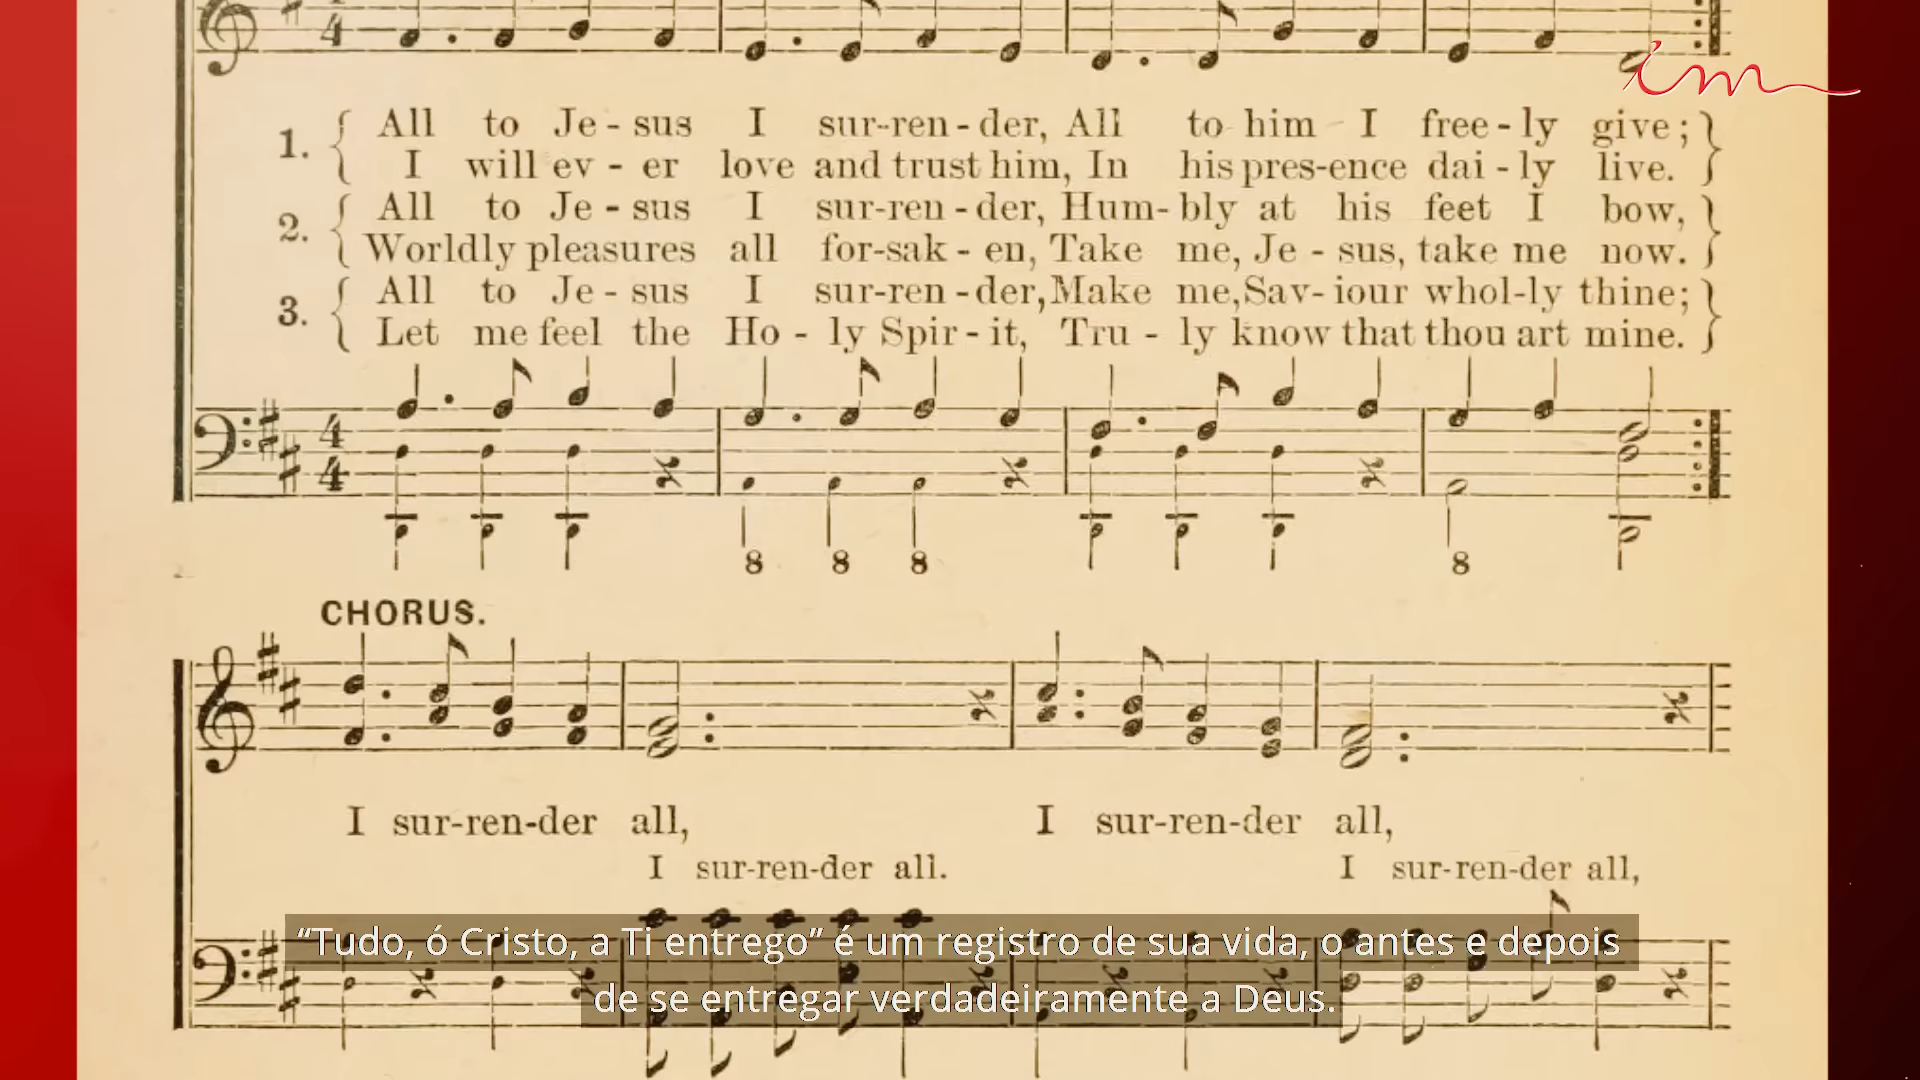 im
1. All to Je-sus I sur-ren-der, All to him I free-ly give;
I will ev-er love and trust him, In his pres-ence dai-ly live.
2. All to Je-sus I sur-ren-der, Hum-bly at his feet I bow,
Worldly pleasures all for-sak-en, Take me, Je-sus, take me now.
3. All to Je-sus I sur-ren-der, Make me, Sav-iour whol-ly thine;
Let me feel the Ho-ly Spir-it, Tru-ly know that thou art mine.
4 4
8 8 8 8
CHORUS.
I sur-ren-der all, I sur-ren-der all,
I sur-ren-der all. I sur-ren-der all,
“Tudo, ó Cristo, a Ti entrego” é um registro de sua vida, o antes e depois
de se entregar verdadeiramente a Deus.